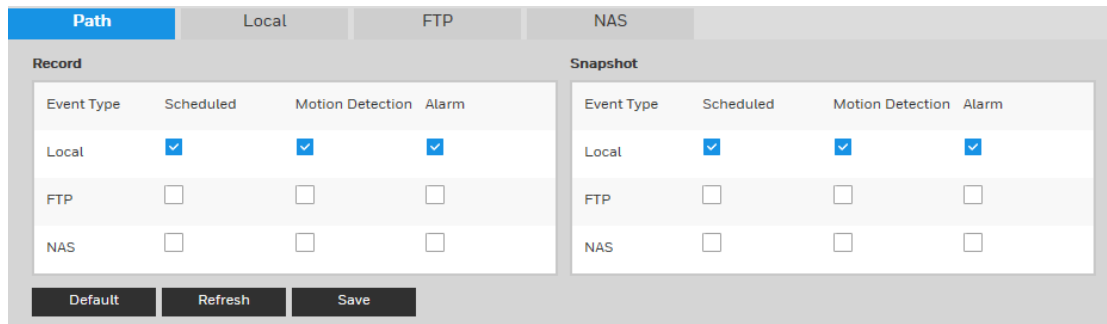 Path Local FTP NAS
Record
Event Type Scheduled Motion Detection Alarm
Local
FTP
NAS
Snapshot
Event Type Scheduled Motion Detection Alarm
Local
FTP
NAS
Default Refresh Save